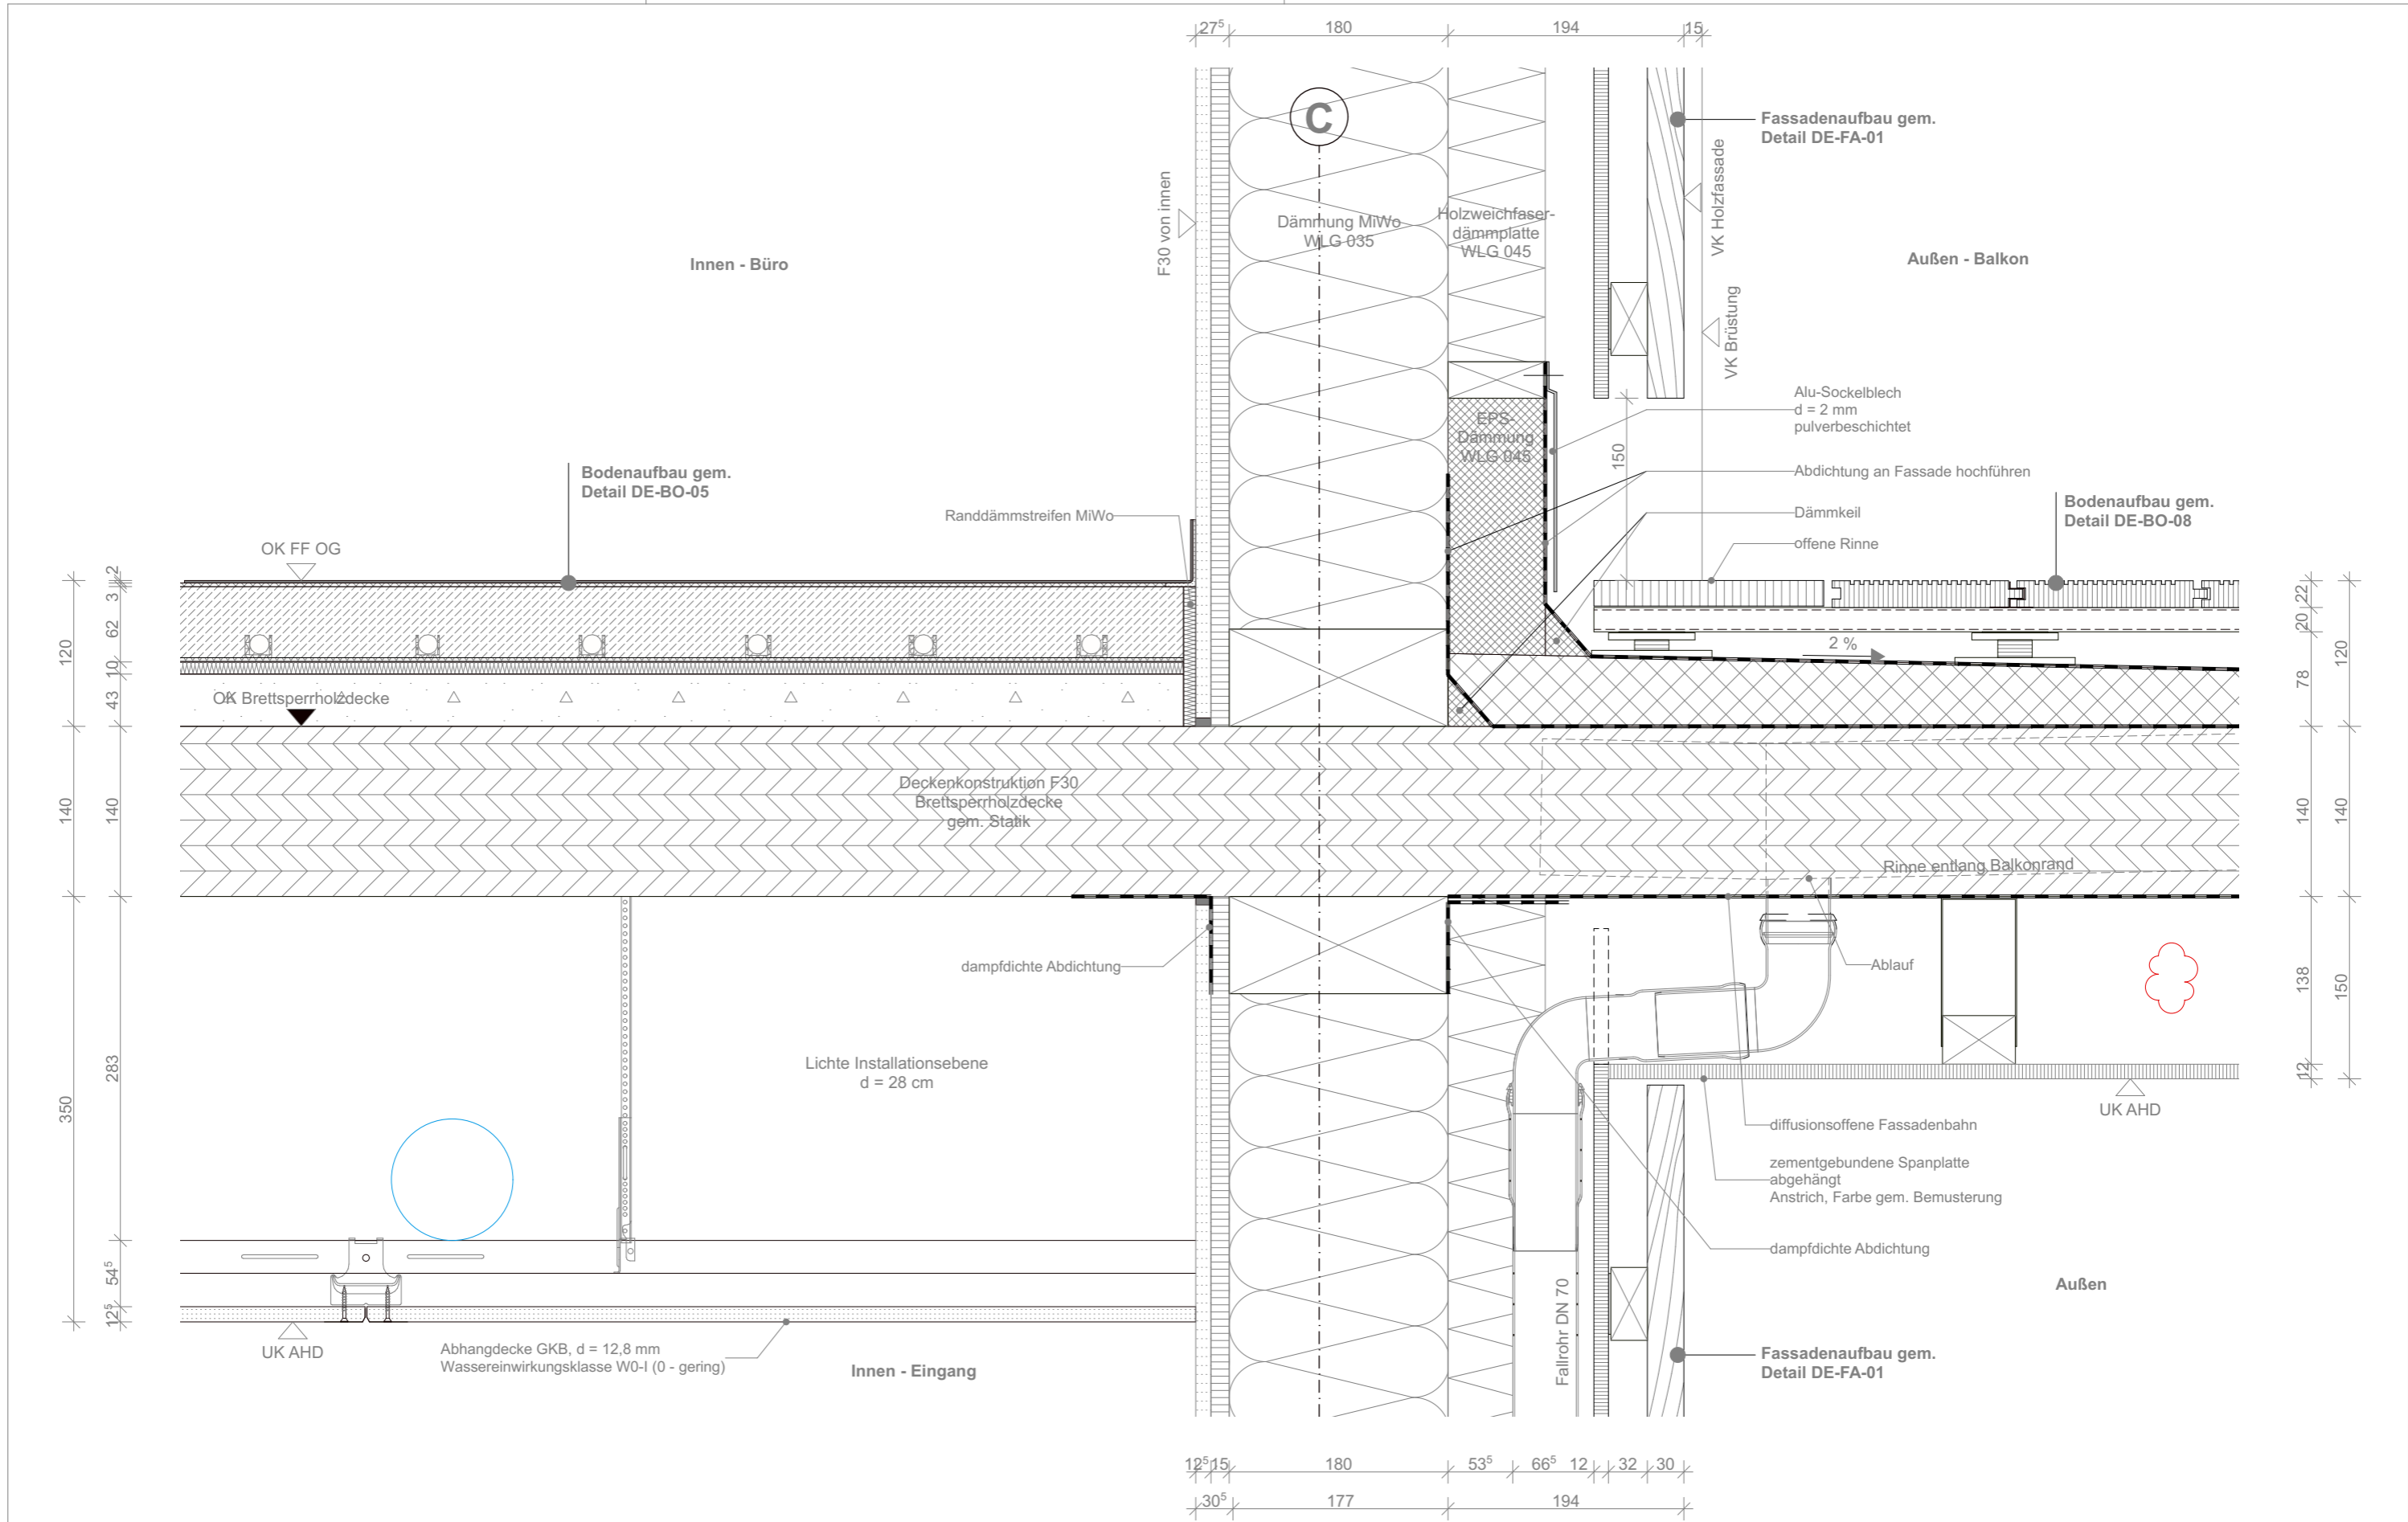 27⁵ 180 194 15
C
Fassadenaufbau gem.
Detail DE-FA-01
F30 von innen
Dämmung MiWo
WLG 035
Holzweichfaser-
dämmplatte
WLG 045
VK Holzfassade
VK Brüstung
Innen - Büro
Außen - Balkon
Alu-Sockelblech
d = 2 mm
pulverbeschichtet
EPS-
Dämmung
WLG 045
150
Abdichtung an Fassade hochführen
Bodenaufbau gem.
Detail DE-BO-05
Bodenaufbau gem.
Detail DE-BO-08
Randdämmstreifen MiWo
Dämmkeil
offene Rinne
OK FF OG
2 %
OK Brettsperrholzdecke
120
140
350
2
3
62
10
43
140
283
54⁵
12⁵
22
20
78
140
138
12
120
140
150
Deckenkonstruktion F30
Brettsperrholzdecke
gem. Statik
Rinne entlang Balkonrand
dampfdichte Abdichtung
Ablauf
Lichte Installationsebene
d = 28 cm
UK AHD
diffusionsoffene Fassadenbahn
zementgebundene Spanplatte
abgehängt
Anstrich, Farbe gem. Bemusterung
dampfdichte Abdichtung
Außen
Fallrohr DN 70
UK AHD
Abhangdecke GKB, d = 12,8 mm
Wassereinwirkungsklasse W0-I (0 - gering)
Innen - Eingang
Fassadenaufbau gem.
Detail DE-FA-01
12⁵ 15 180 53⁵ 66⁵ 12 32 30
30⁵ 177 194